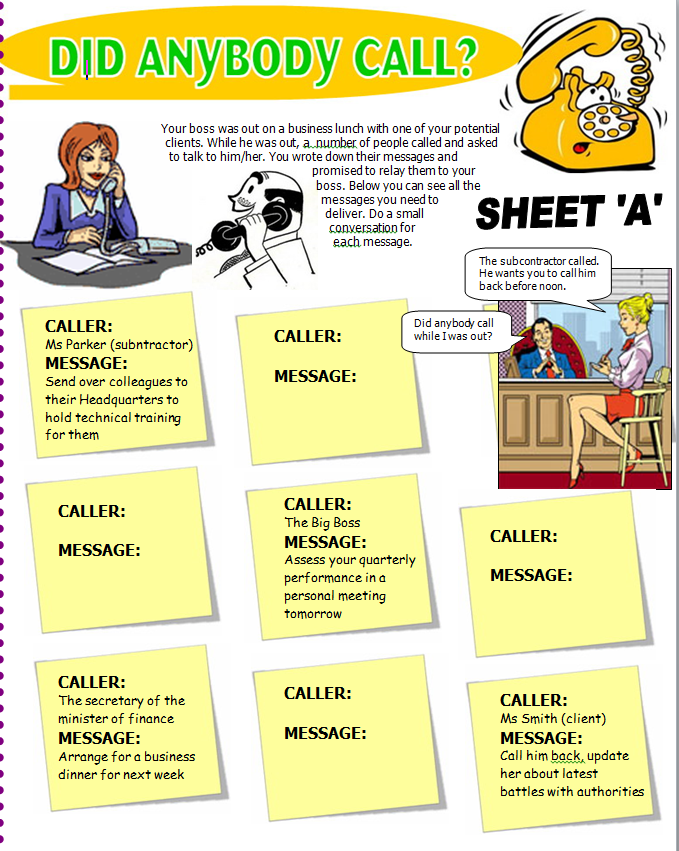 DID ANYBODY CALL?
Your boss was out on a business lunch with one of your potential
clients. While he was out, a number of people called and asked
to talk to him/her. You wrote down their messages and
promised to relay them to your
boss. Below you can see all the
messages you need to
deliver. Do a small
conversation for
each message.
SHEET 'A'
The subcontractor called.
He wants you to call him
back before noon.
Did anybody call
while I was out?
CALLER:
Ms Parker (subntractor)
MESSAGE:
Send over colleagues to
their Headquarters to
hold technical training
for them
CALLER:
MESSAGE:
CALLER:
MESSAGE:
CALLER:
The Big Boss
MESSAGE:
Assess your quarterly
performance in a
personal meeting
tomorrow
CALLER:
MESSAGE:
CALLER:
The secretary of the
minister of finance
MESSAGE:
Arrange for a business
dinner for next week
CALLER:
MESSAGE:
CALLER:
Ms Smith (client)
MESSAGE:
Call him back, update
her about latest
battles with authorities